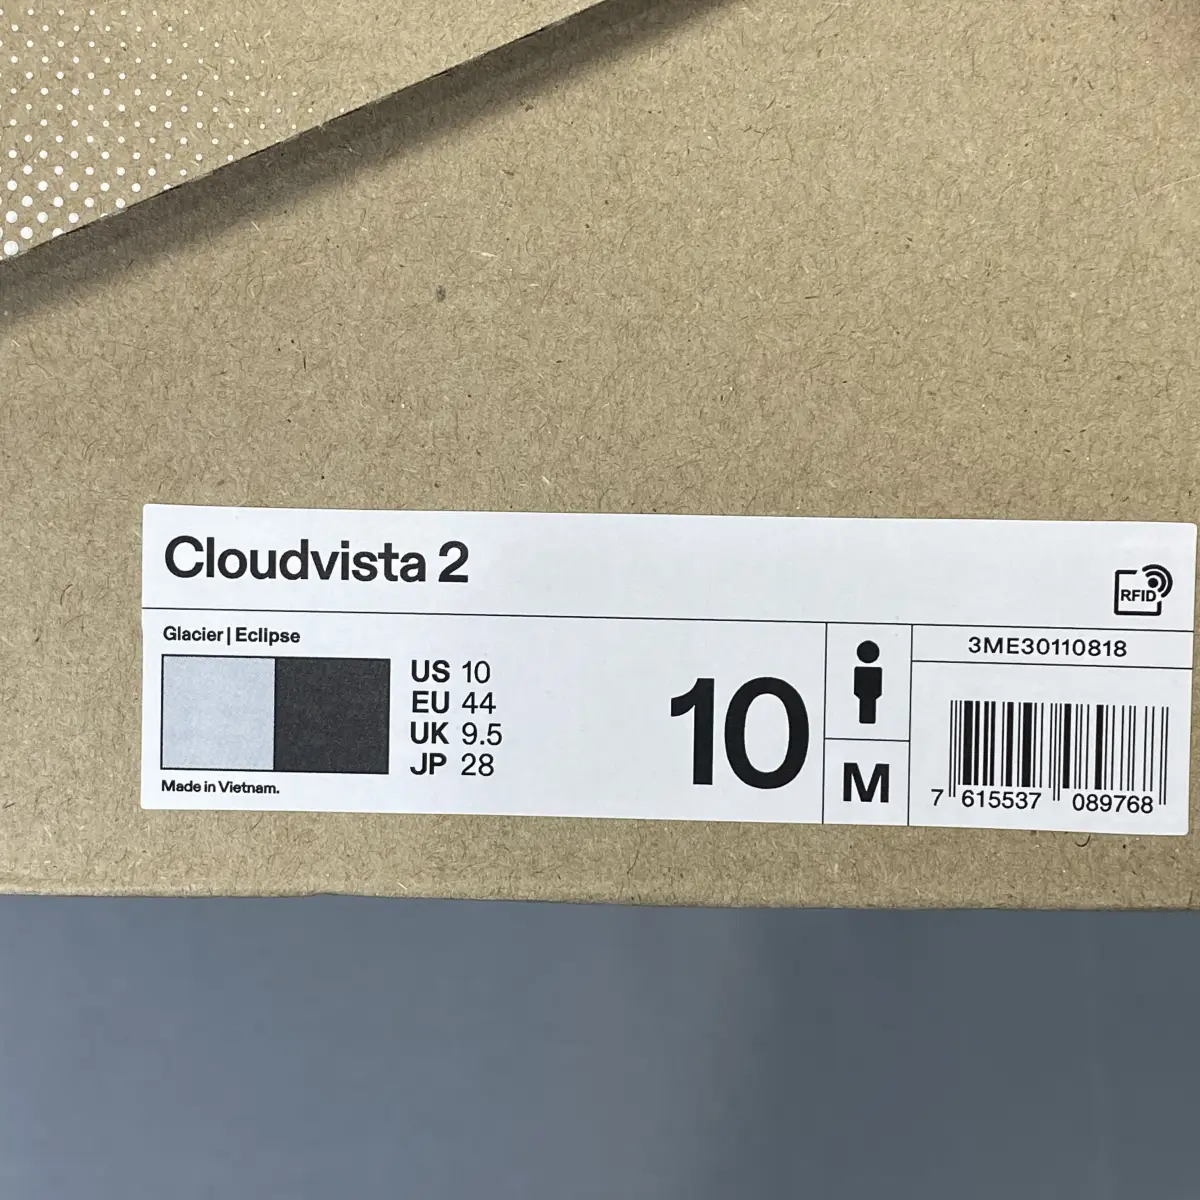 Cloudvista 2
RFID
Glacier | Eclipse
US 10
EU 44
UK 9.5
JP 28
Made in Vietnam.
10
M
3ME30110818
7 615537 089768